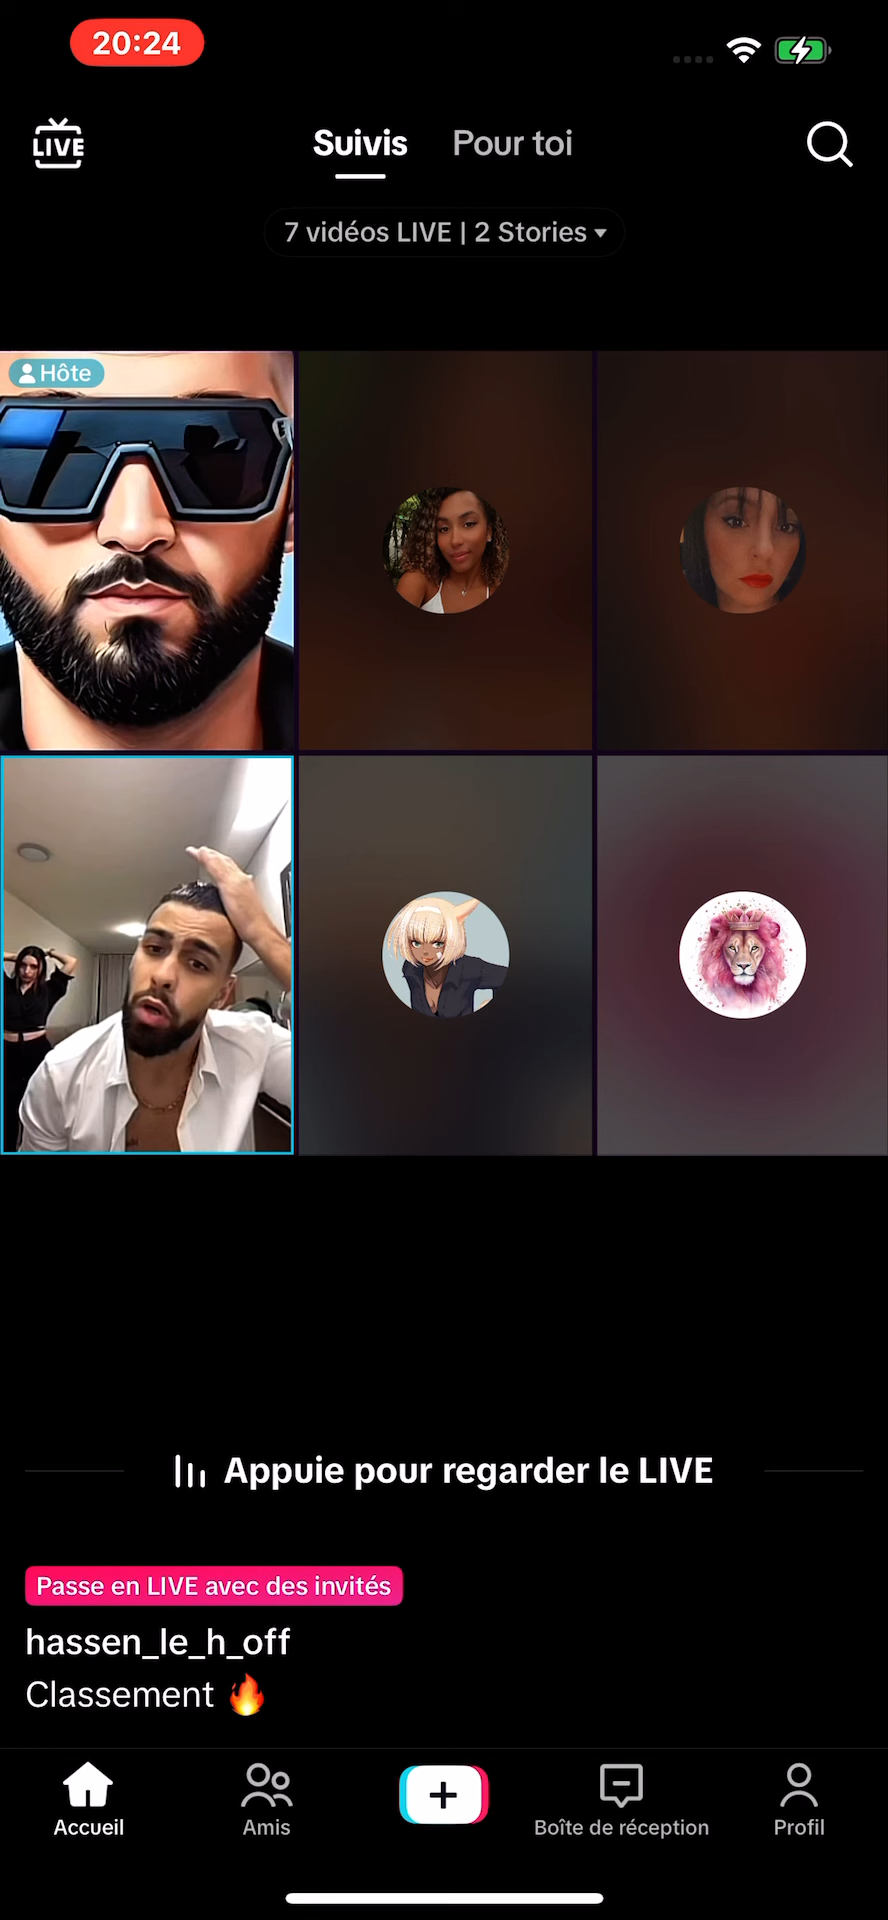 20:24
LIVE
Suivis
Pour toi
7 vidéos LIVE | 2 Stories
Hôte
Appuie pour regarder le LIVE
Passe en LIVE avec des invités
hassen_le_h_off
Classement 🔥
Accueil
Amis
Boîte de réception
Profil